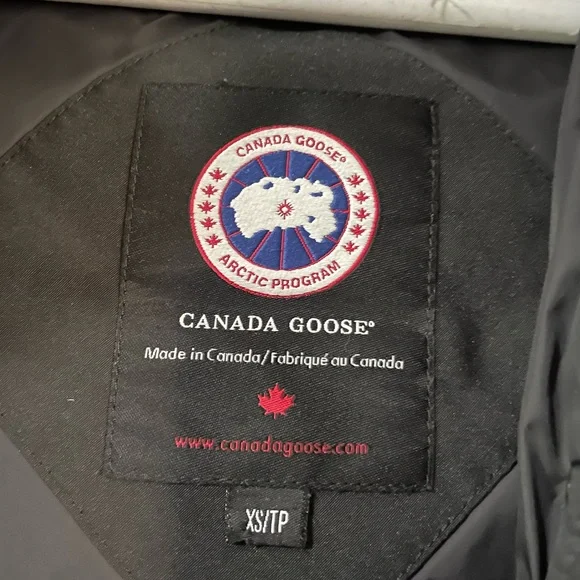 CANADA GOOSE®
ARCTIC PROGRAM
CANADA GOOSE®
Made in Canada/Fabriqué au Canada
www.canadagoose.com
XS/TP